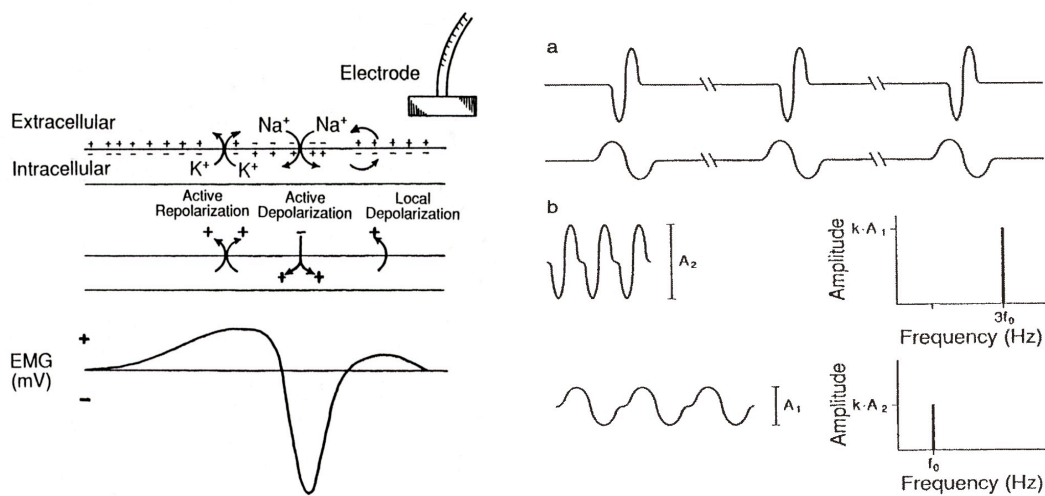 Electrode
Extracellular
Na⁺ Na⁺
+ + + + + + + + + + - - - - - + + + + +
- - - - - - - - + + + + + - - - - -
Intracellular
K⁺ K⁺
Active Repolarization
Active Depolarization
Local Depolarization
+ + - +
+ +
EMG (mV)
+
-
a
b
A₂
Amplitude
k·A₁
3f₀
Frequency (Hz)
A₁
Amplitude
k·A₂
f₀
Frequency (Hz)